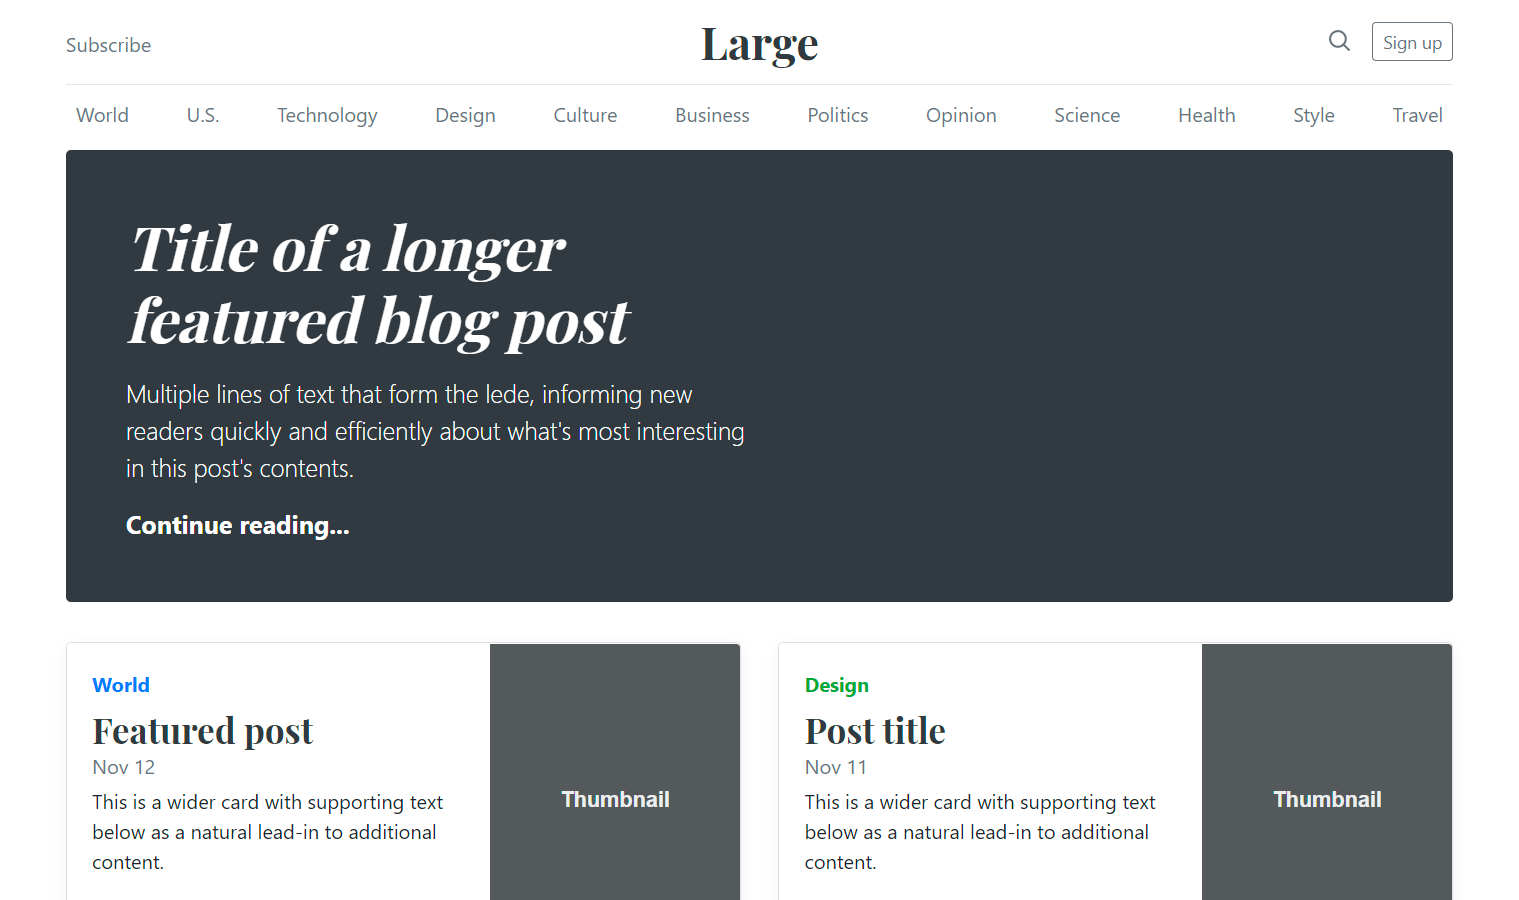 Subscribe
Large
Sign up
World U.S. Technology Design Culture Business Politics Opinion Science Health Style Travel
Title of a longer
featured blog post
Multiple lines of text that form the lede, informing new
readers quickly and efficiently about what's most interesting
in this post's contents.
Continue reading...
World
Featured post
Nov 12
This is a wider card with supporting text
below as a natural lead-in to additional
content.
Thumbnail
Design
Post title
Nov 11
This is a wider card with supporting text
below as a natural lead-in to additional
content.
Thumbnail